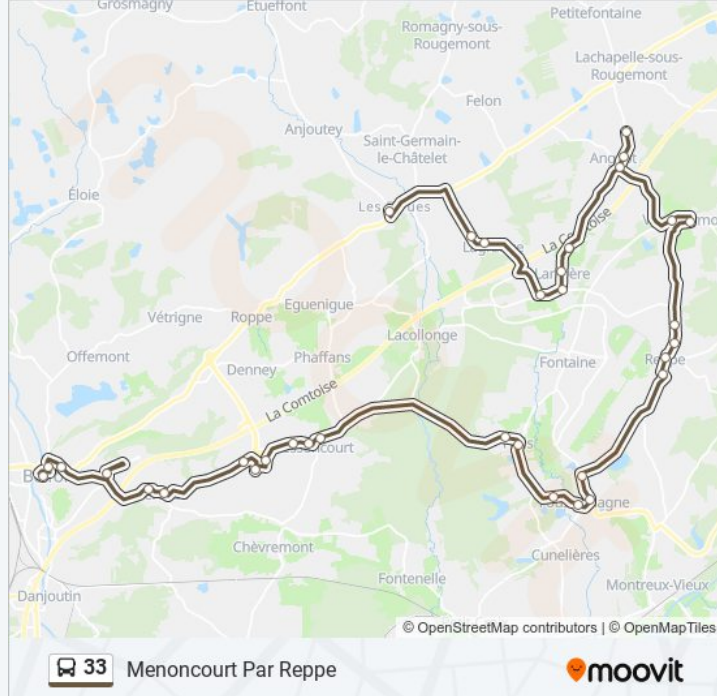 Grosmagny
Etueffont
Petitefontaine
Romagny-sous-
Rougemont
Lachapelle-sous-
Rougemont
Felon
Anjoutey
Saint-Germain-
le-Châtelet
Éloie
La Comtoise
Eguenigue
Vétrigne
Roppe
Lacollonge
Offemont
Phaffans
Fontaine
Denney
La Comtoise
Chèvremont
Cunelières
Fontenelle
Montreux-Vieux
Danjoutin
© OpenStreetMap contributors | © OpenMapTiles
33 Menoncourt Par Reppe
moovit